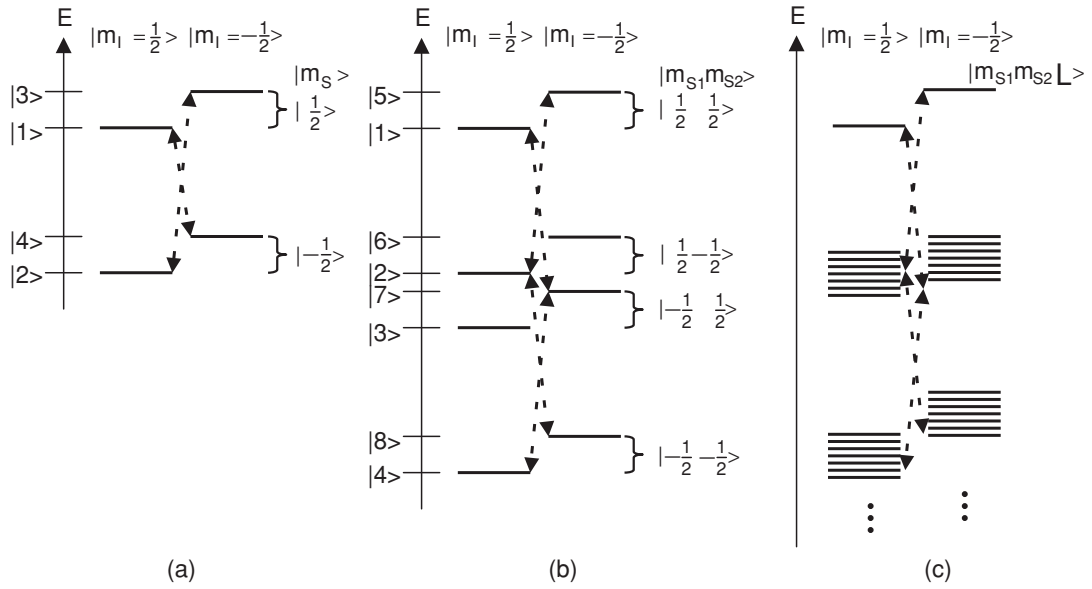 E
|m_I = 1/2> |m_I = -1/2>
|m_S>
|3>
|1/2>
|1>
|4>
|-1/2>
|2>
(a)
E
|m_I = 1/2> |m_I = -1/2>
|m_S1 m_S2>
|5>
|1/2 1/2>
|1>
|6>
|1/2 -1/2>
|2>
|7>
|-1/2 1/2>
|3>
|8>
|-1/2 -1/2>
|4>
(b)
E
|m_I = 1/2> |m_I = -1/2>
|m_S1 m_S2 L>
(c)